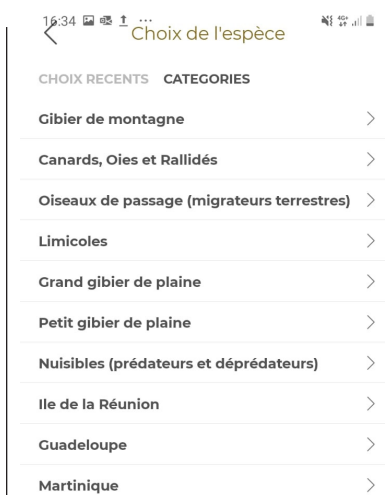 16:34 ...
Choix de l'espèce
CHOIX RECENTS CATEGORIES
Gibier de montagne
Canards, Oies et Rallidés
Oiseaux de passage (migrateurs terrestres)
Limicoles
Grand gibier de plaine
Petit gibier de plaine
Nuisibles (prédateurs et déprédateurs)
Ile de la Réunion
Guadeloupe
Martinique